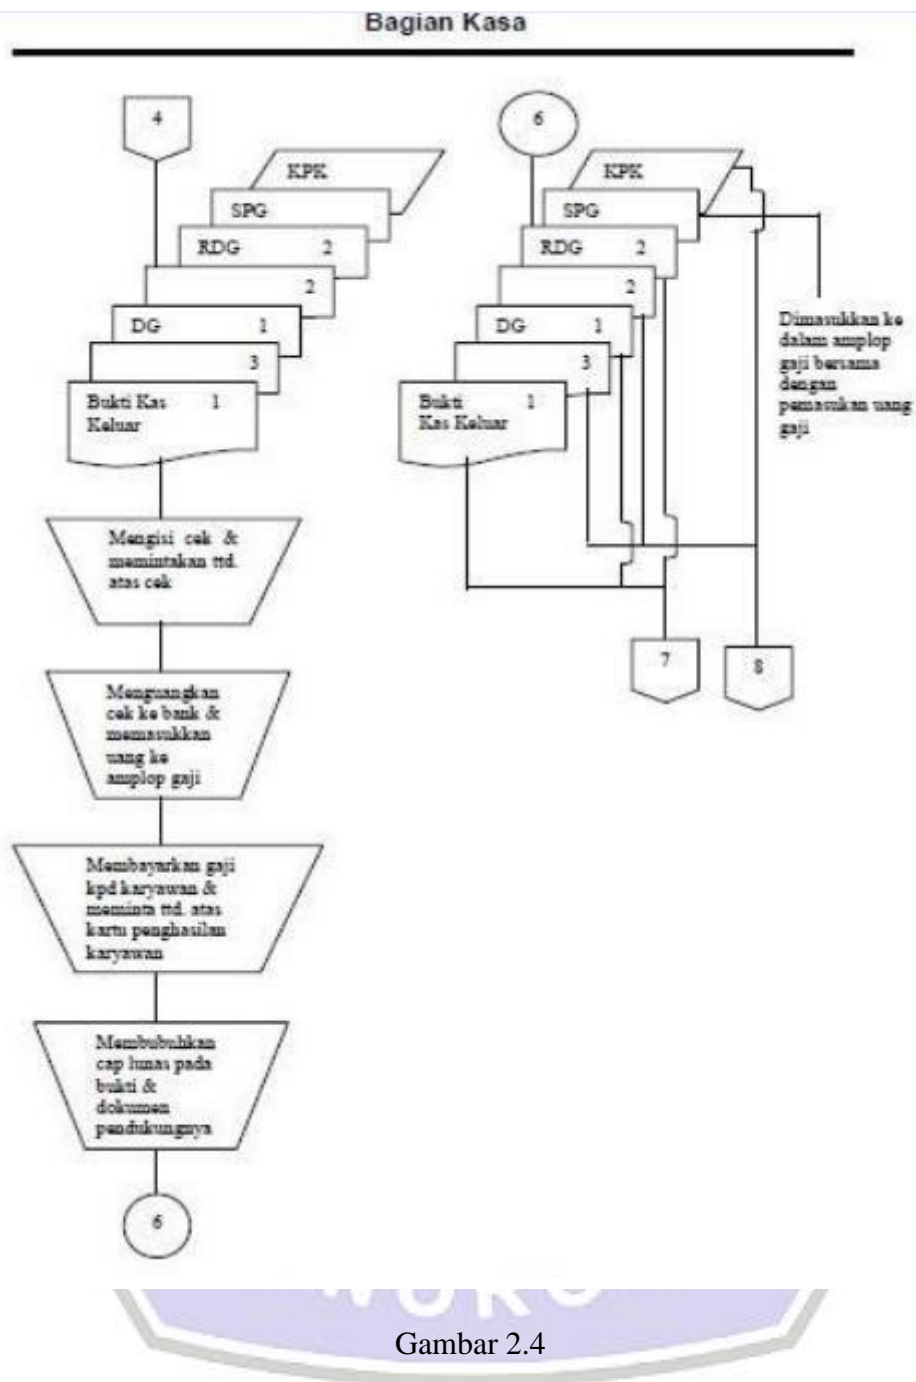 Bagian Kasa
4
KPK
SPG
RDG 2
2
DG 1
3
Bukti Kas 1
Keluar
Mengisi cek &
memintakan ttd.
atas cek
Menguangkan
cek ke bank &
memasukkan
uang ke
amplop gaji
Membayarkan gaji
kpd karyawan &
meminta ttd. atas
kartu penghasilan
karyawan
Membubuhkan
cap lunas pada
bukti &
dokumen
pendukungnya
6
6
KPK
SPG
RDG 2
2
DG 1
3
Bukti 1
Kas Keluar
Dimasukkan ke
dalam amplop
gaji bersama
dengan
pemasukan uang
gaji
7
8
Gambar 2.4